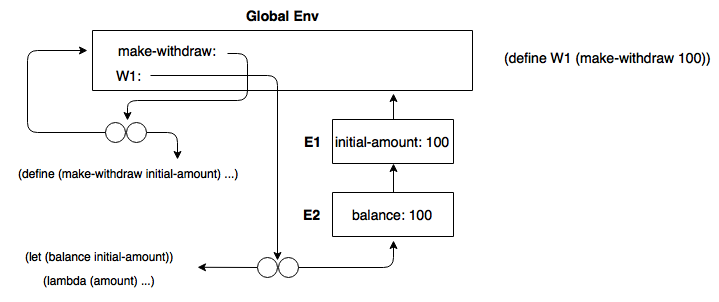 Global Env
make-withdraw:
W1:
(define W1 (make-withdraw 100))
E1
initial-amount: 100
(define (make-withdraw initial-amount) ...)
E2
balance: 100
(let (balance initial-amount))
(lambda (amount) ...)